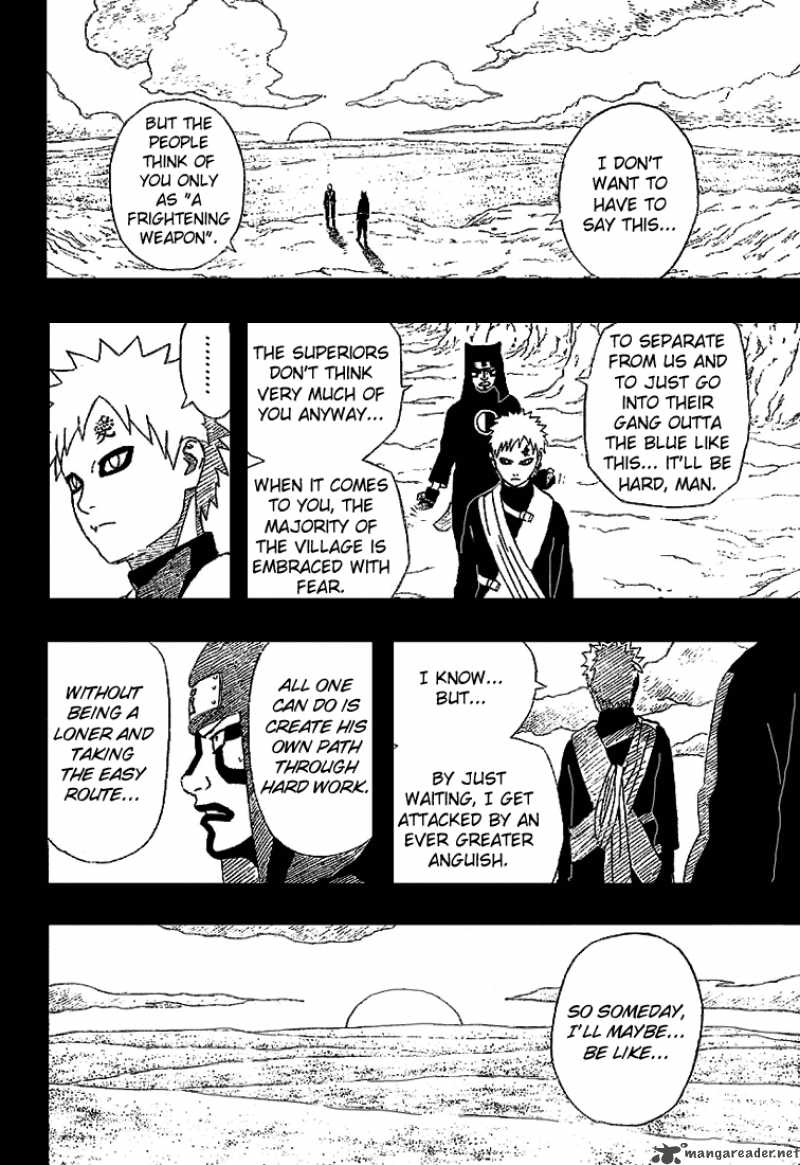 I DON'T
WANT TO
HAVE TO
SAY THIS...
BUT THE
PEOPLE
THINK OF
YOU ONLY
AS "A
FRIGHTENING
WEAPON".
TO SEPARATE
FROM US AND
TO JUST GO
INTO THEIR
GANG OUTTA
THE BLUE LIKE
THIS... IT'LL BE
HARD, MAN.
THE SUPERIORS
DON'T THINK
VERY MUCH OF
YOU ANYWAY...
WHEN IT COMES
TO YOU, THE
MAJORITY OF
THE VILLAGE IS
EMBRACED WITH
FEAR.
........
I KNOW...
BUT...
BY JUST
WAITING, I GET
ATTACKED BY AN
EVER GREATER
ANGUISH.
ALL ONE
CAN DO IS
CREATE HIS
OWN PATH
THROUGH
HARD WORK.
WITHOUT
BEING A
LONER AND
TAKING
THE EASY
ROUTE...
SO SOMEDAY,
I'LL MAYBE...
BE LIKE...
mangareader.net